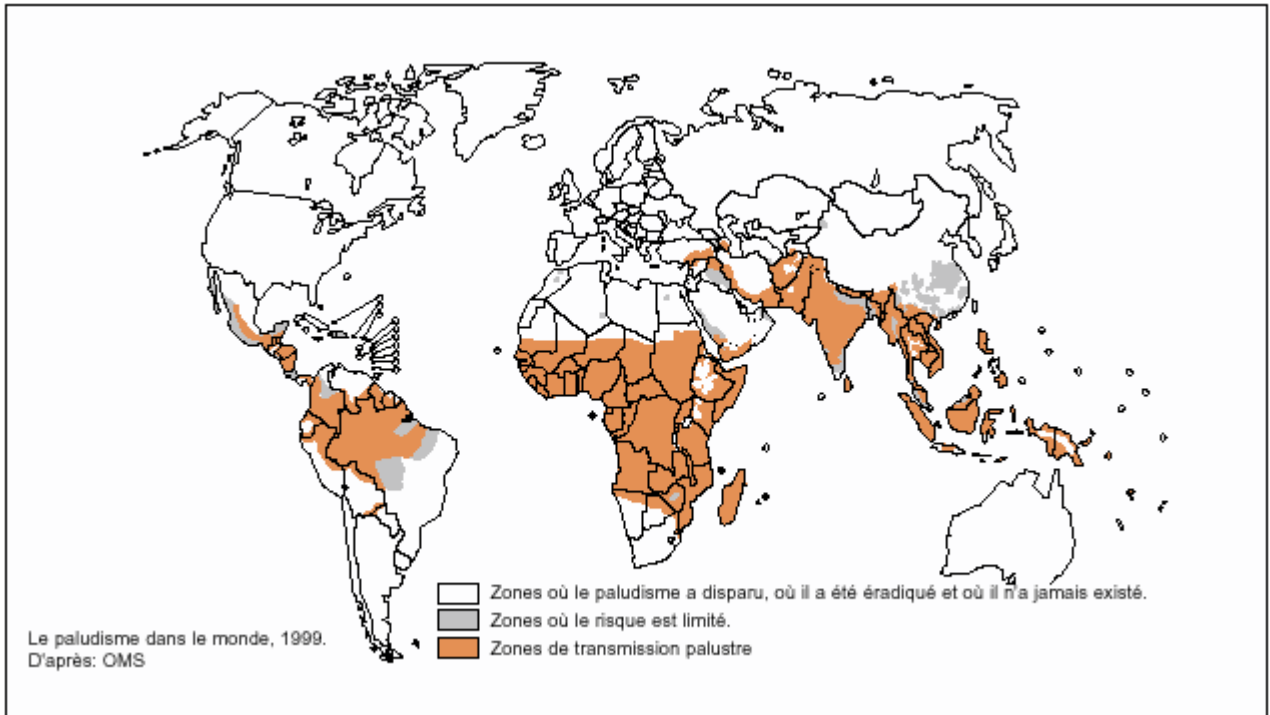 Zones où le paludisme a disparu, où il a été éradiqué et où il n'a jamais existé.
Zones où le risque est limité.
Zones de transmission palustre
Le paludisme dans le monde, 1999.
D'après: OMS